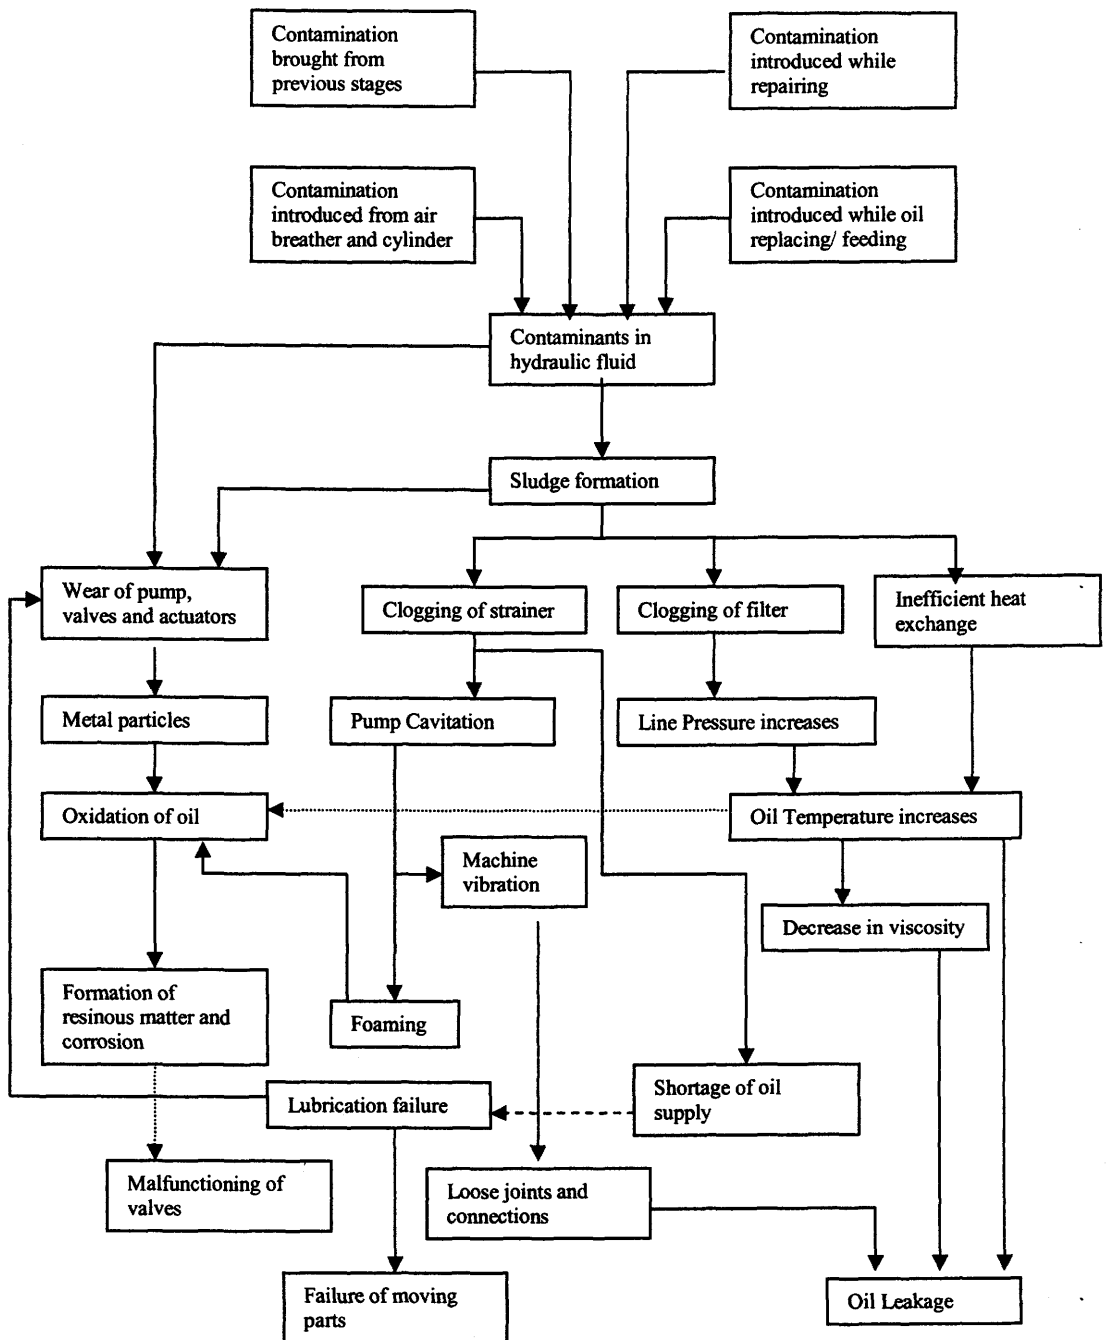 Contamination
brought from
previous stages
Contamination
introduced while
repairing
Contamination
introduced from air
breather and cylinder
Contamination
introduced while oil
replacing/ feeding
Contaminants in
hydraulic fluid
Sludge formation
Wear of pump,
valves and actuators
Clogging of strainer
Clogging of filter
Inefficient heat
exchange
Metal particles
Pump Cavitation
Line Pressure increases
Oxidation of oil
Oil Temperature increases
Machine
vibration
Decrease in viscosity
Formation of
resinous matter and
corrosion
Foaming
Shortage of oil
supply
Lubrication failure
Malfunctioning of
valves
Loose joints and
connections
Failure of moving
parts
Oil Leakage